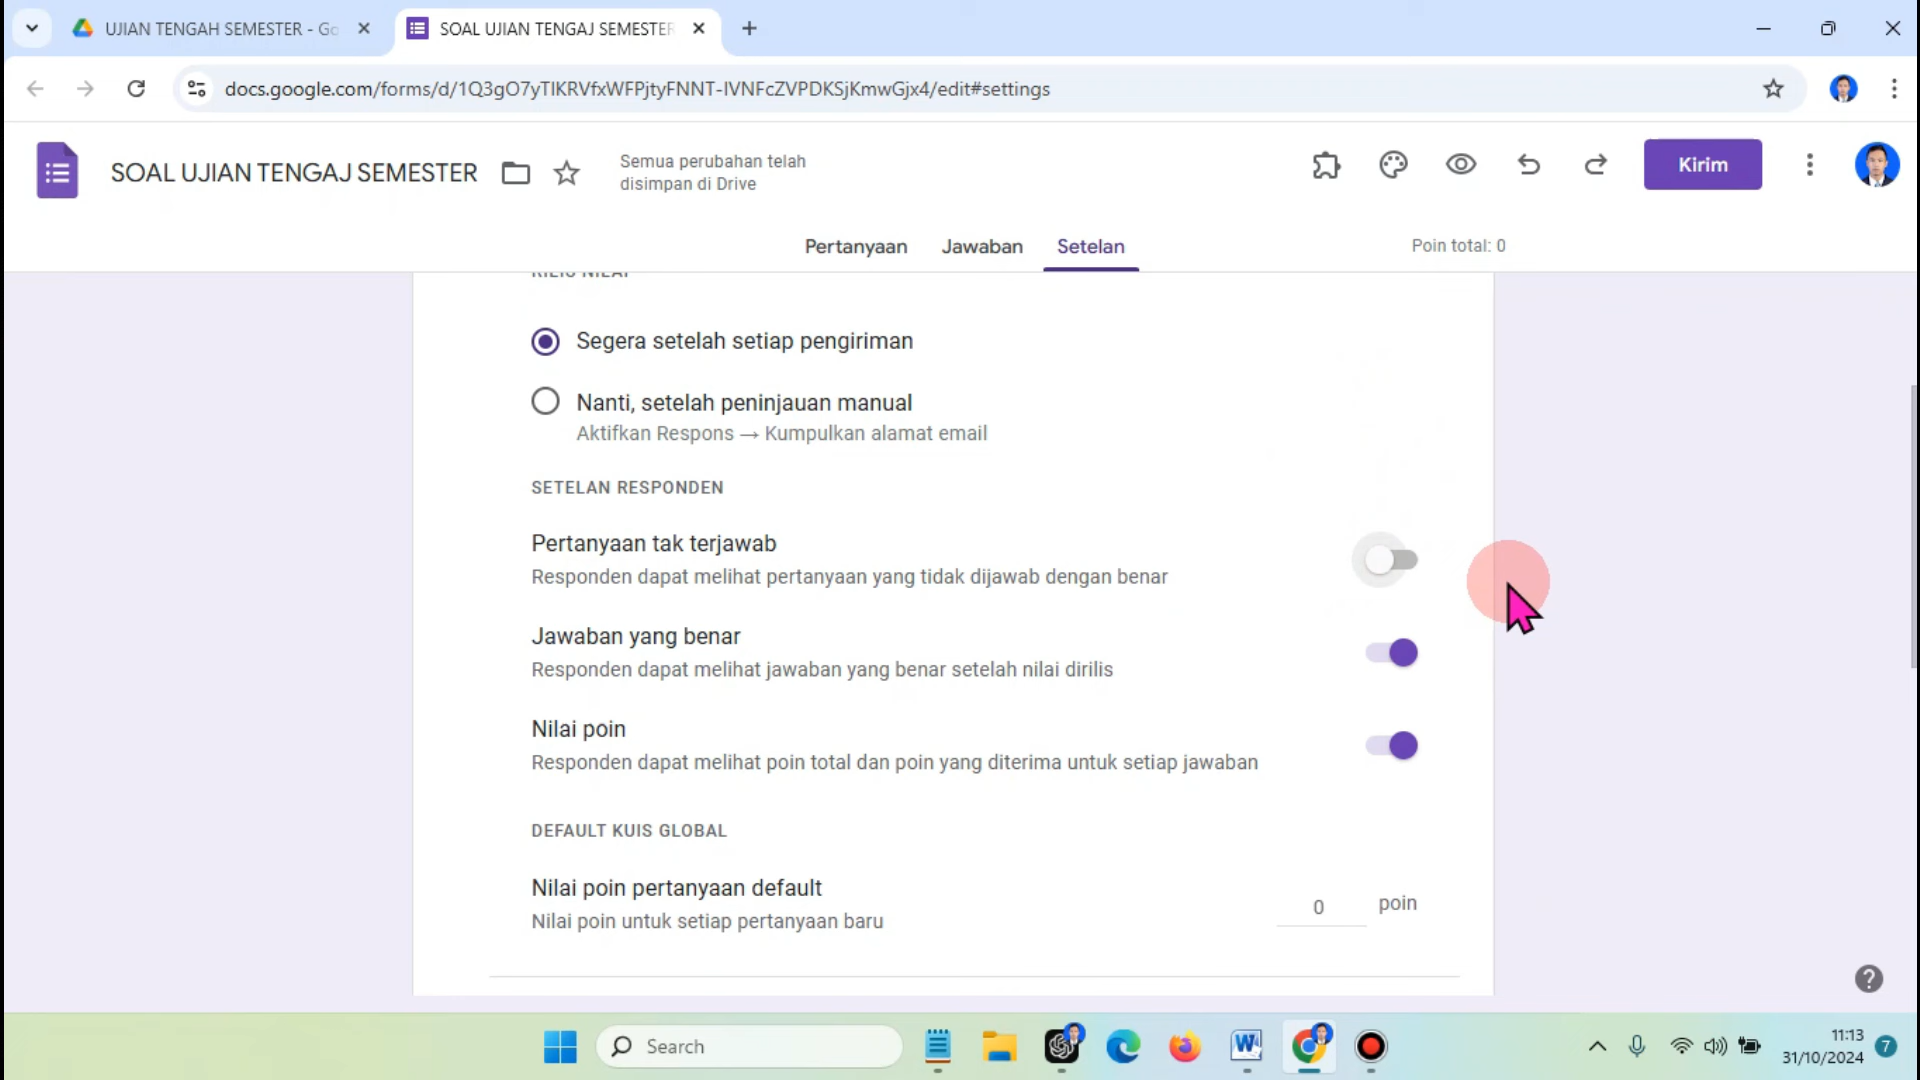 UJIAN TENGAH SEMESTER - Go
SOAL UJIAN TENGAJ SEMESTER
docs.google.com/forms/d/1Q3gO7yTlKRVfxWFPjtyFNNT-IVNFcZVPDKSjKmwGjx4/edit#settings
SOAL UJIAN TENGAJ SEMESTER
Semua perubahan telah
disimpan di Drive
Kirim
Pertanyaan Jawaban Setelan
Poin total: 0
RILIS NILAI
Segera setelah setiap pengiriman
Nanti, setelah peninjauan manual
Aktifkan Respons → Kumpulkan alamat email
SETELAN RESPONDEN
Pertanyaan tak terjawab
Responden dapat melihat pertanyaan yang tidak dijawab dengan benar
Jawaban yang benar
Responden dapat melihat jawaban yang benar setelah nilai dirilis
Nilai poin
Responden dapat melihat poin total dan poin yang diterima untuk setiap jawaban
DEFAULT KUIS GLOBAL
Nilai poin pertanyaan default
Nilai poin untuk setiap pertanyaan baru
0 poin
Search
11:13
31/10/2024
7